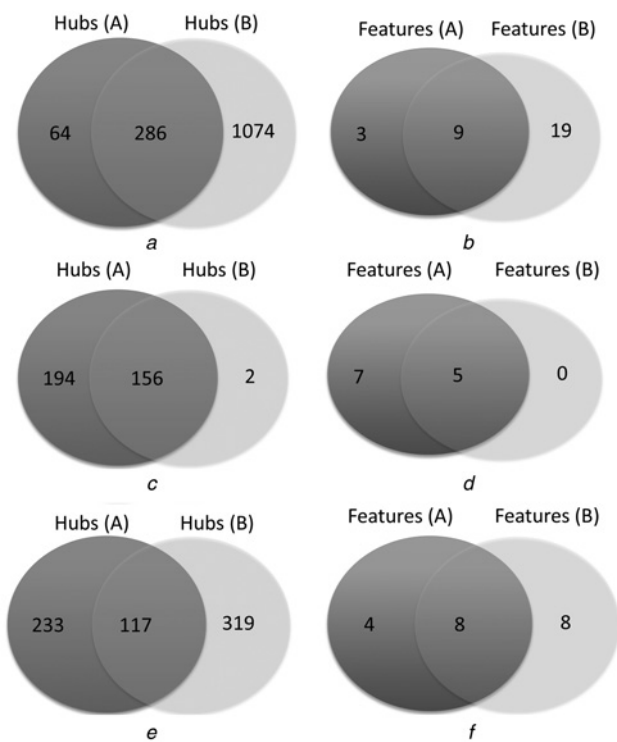 Hubs (A) Hubs (B)
64 286 1074
a
Features (A) Features (B)
3 9 19
b
Hubs (A) Hubs (B)
194 156 2
c
Features (A) Features (B)
7 5 0
d
Hubs (A) Hubs (B)
233 117 319
e
Features (A) Features (B)
4 8 8
f